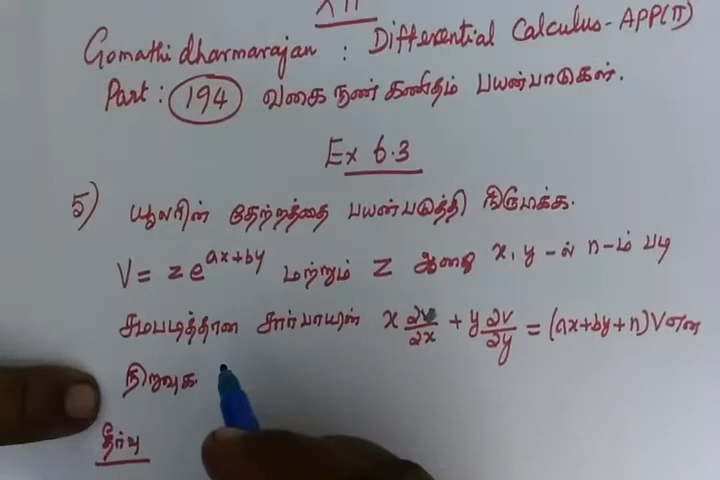 XII
Gomathi dharmarajan : Differential Calculus - APP(II)
Part: 194 வகை நுண் கணிதம் பயன்பாடுகள்.
Ex 6.3
5) யூலரின் தேற்றத்தை பயன்படுத்தி நிரூபிக்க.
V = z e^{ax+by} மற்றும் Z ஆனது x, y - ல் n-ம் படி
சமபடித்தான சார்பாயின் x ∂v/∂x + y ∂v/∂y = (ax+by+n)V என
நிறுவுக.
தீர்வு